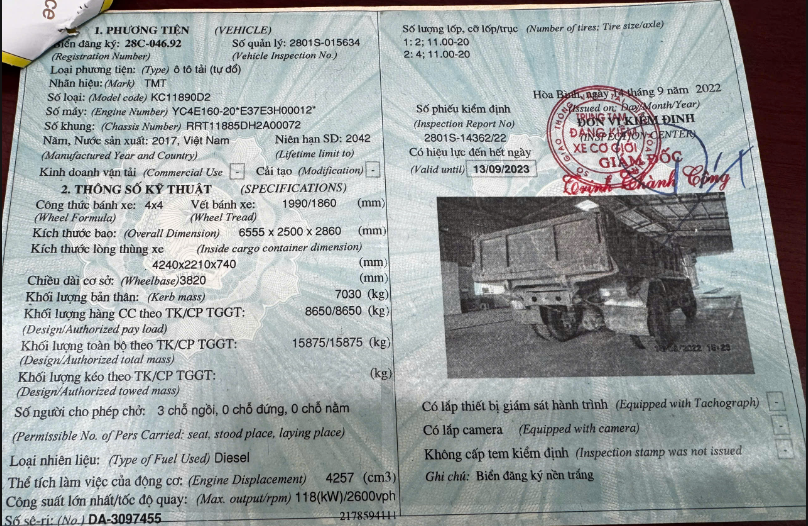 ce
1. PHƯƠNG TIỆN (VEHICLE)
Biển đăng ký: 28C-046.92 Số quản lý: 2801S-015634
(Registration Number) (Vehicle Inspection No.)
Loại phương tiện: (Type) ô tô tải (tự đổ)
Nhãn hiệu: (Mark) TMT
Số loại: (Model code) KC11890D2
Số máy: (Engine Number) YC4E160-20*E37E3H00012*
Số khung: (Chassis Number) RRT11885DH2A00072
Năm, Nước sản xuất: 2017, Việt Nam Niên hạn SD: 2042
(Manufactured Year and Country) (Lifetime limit to)
Kinh doanh vận tải (Commercial Use - Cải tạo (Modification) -
2. THÔNG SỐ KỸ THUẬT (SPECIFICATIONS)
Công thức bánh xe: 4x4 Vết bánh xe: 1990/1860 (mm)
(Wheel Formula) (Wheel Tread)
Kích thước bao: (Overall Dimension) 6555 x 2500 x 2860 (mm)
Kích thước lòng thùng xe (Inside cargo container dimension)
4240x2210x740 (mm)
Chiều dài cơ sở: (Wheelbase)3820 (mm)
Khối lượng bản thân: (Kerb mass) 7030 (kg)
Khối lượng hàng CC theo TK/CP TGGT: 8650/8650 (kg)
(Design/Authorized pay load)
Khối lượng toàn bộ theo TK/CP TGGT: 15875/15875 (kg)
(Design/Authorized total mass)
Khối lượng kéo theo TK/CP TGGT: (kg)
(Design/Authorized towed mass)
Số người cho phép chở: 3 chỗ ngồi, 0 chỗ đứng, 0 chỗ nằm
(Permissible No. of Pers Carried: seat, stood place, laying place)
Loại nhiên liệu: (Type of Fuel Used) Diesel
Thể tích làm việc của động cơ: (Engine Displacement) 4257 (cm3)
Công suất lớn nhất/tốc độ quay: (Max. output/rpm) 118(kW)/2600vph
Số sê-ri: (No.) DA-3097455 2178594111
Số lượng lốp, cỡ lốp/trục (Number of tires; Tire size/axle)
1: 2; 11.00-20
2: 4; 11.00-20
Hòa Bình, ngày 14 tháng 9 năm 2022
(Issued on: Day/Month/Year)
Số phiếu kiểm định ĐƠN VỊ KIỂM ĐỊNH
(Inspection Report No) (INSPECTION CENTER)
2801S-14362/22
Có hiệu lực đến hết ngày GIÁM ĐỐC
(Valid until) 13/09/2023
Trịnh Thành Công
TRUNG TÂM
ĐĂNG KIỂM
XE CƠ GIỚI
Có lắp thiết bị giám sát hành trình (Equipped with Tachograph) -
Có lắp camera (Equipped with camera) -
Không cấp tem kiểm định (Inspection stamp was not issued -
Ghi chú: Biển đăng ký nền trắng